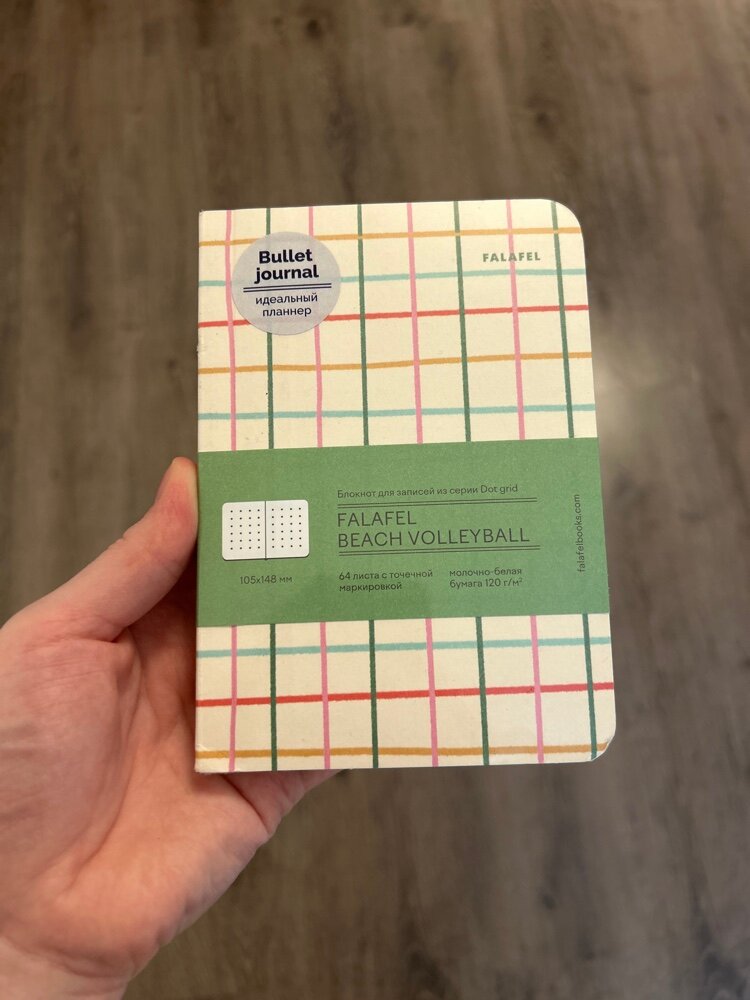 Bullet
journal
идеальный
планнер
FALAFEL
Блокнот для записей из серии Dot grid
FALAFEL
BEACH VOLLEYBALL
105x148 мм
64 листа с точечной
маркировкой
молочно-белая
бумага 120 г/м²
falafelbooks.com